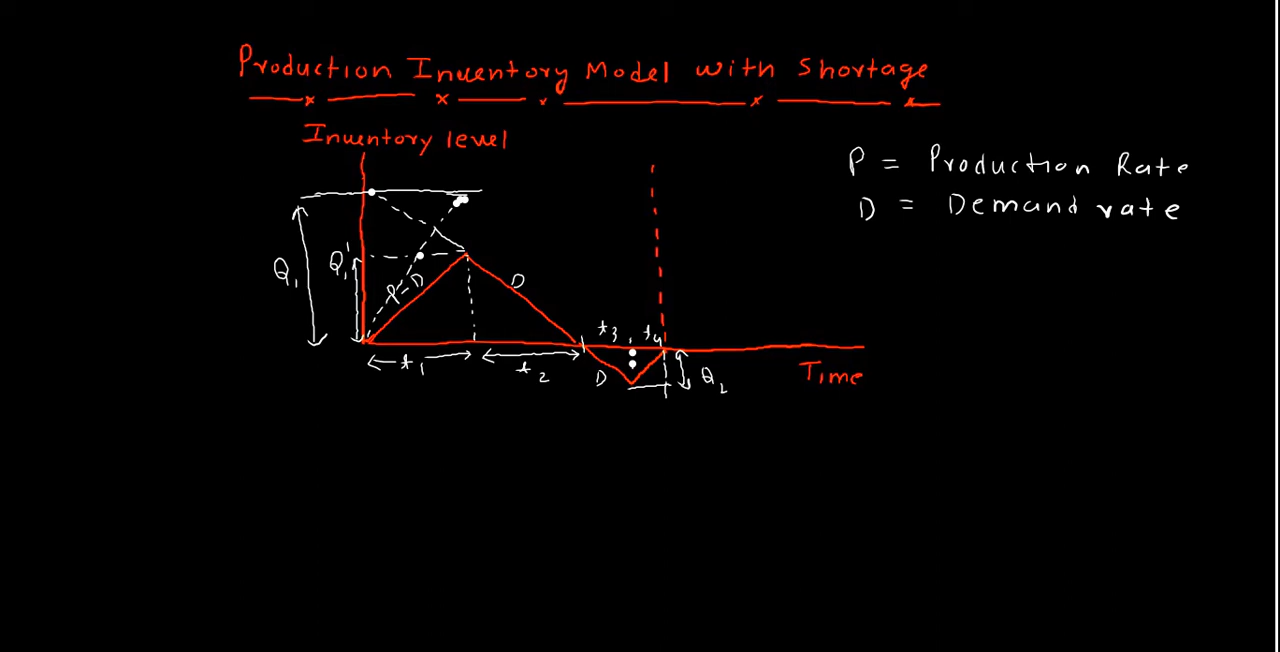 Production Inventory Model with Shortage
Inventory level
P = Production Rate
D = Demand rate
Q₁
Q₁'
P-D
D
t₁
t₂
t₃
t₄
D
Q₂
Time